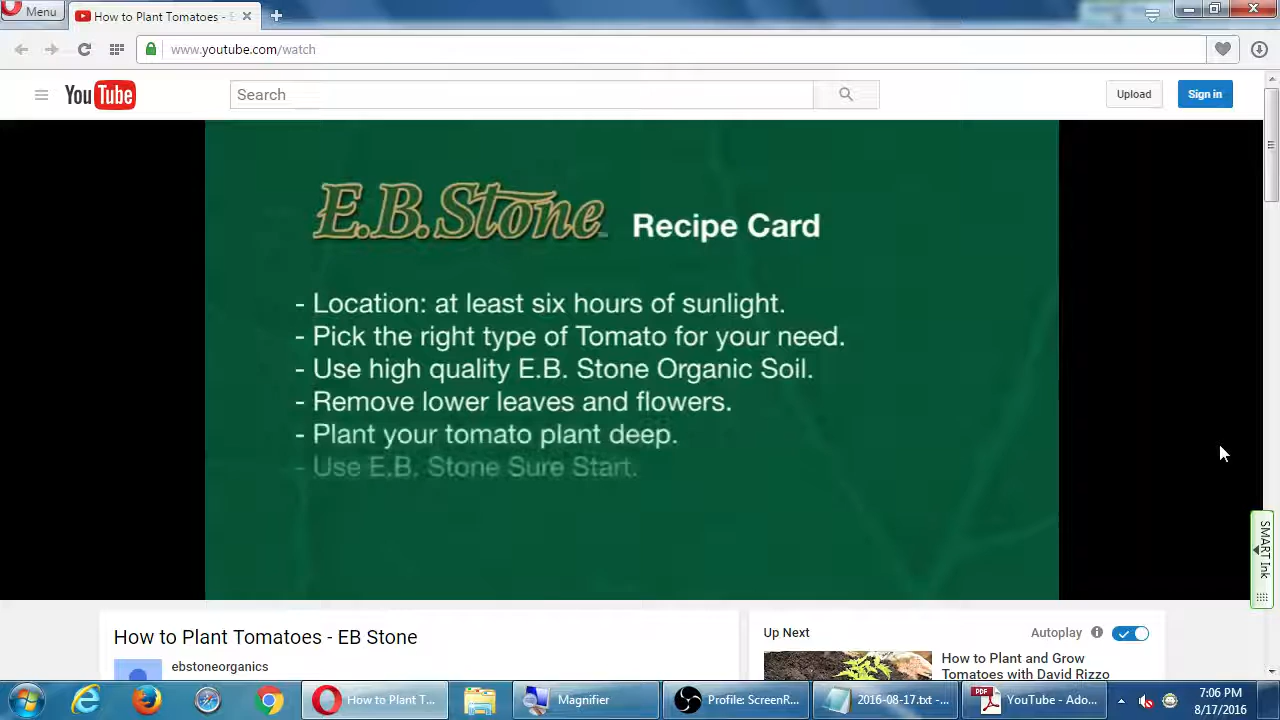 Menu
How to Plant Tomatoes - E
www.youtube.com/watch
YouTube
Search
Upload
Sign in
E.B. Stone Recipe Card
- Location: at least six hours of sunlight.
- Pick the right type of Tomato for your need.
- Use high quality E.B. Stone Organic Soil.
- Remove lower leaves and flowers.
- Plant your tomato plant deep.
- Use E.B. Stone Sure Start.
SMART Ink
How to Plant Tomatoes - EB Stone
ebstoneorganics
Up Next
Autoplay
How to Plant and Grow
Tomatoes with David Rizzo
How to Plant T...
Magnifier
Profile: ScreenR...
2016-08-17.txt -...
PDF
YouTube - Ado...
7:06 PM
8/17/2016